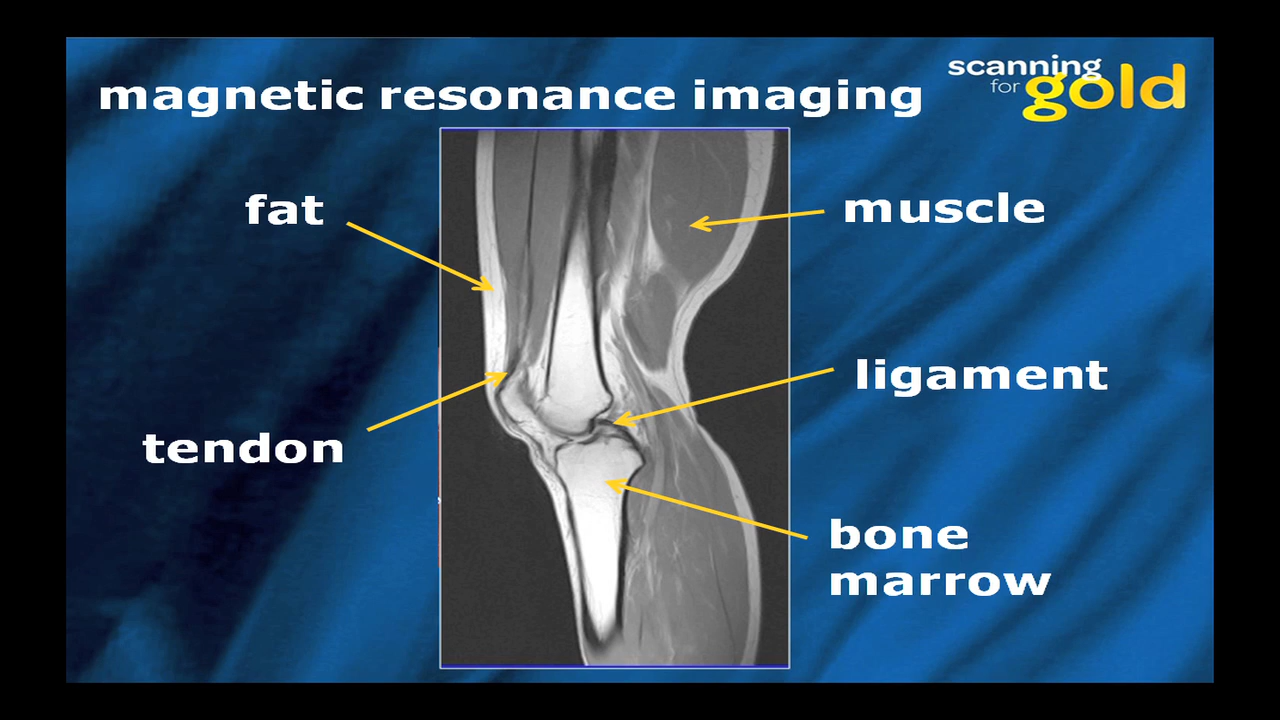 magnetic resonance imaging
scanning
for gold
fat
muscle
ligament
tendon
bone
marrow